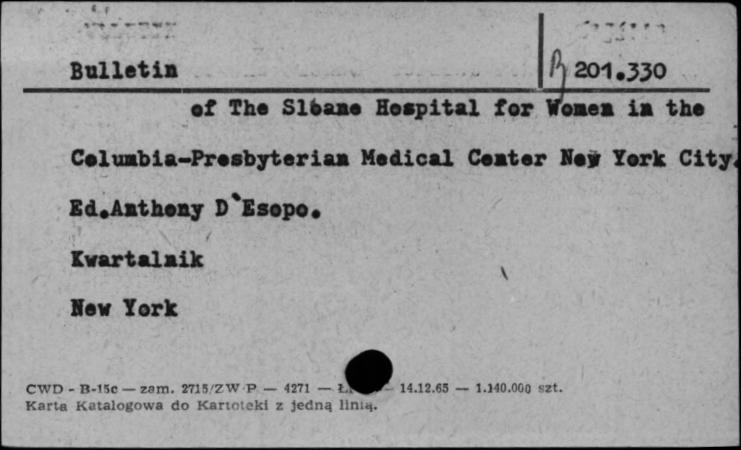 Bulletin B 201.330
of The Sloane Hospital for Women in the
Columbia-Presbyterian Medical Center New York City.
Ed.Anthony D`Esopo.
Kwartalnik
New York
CWD - B-15c — zam. 2715/ZW P — 4271 — 14.12.65 — 1.140.000 szt.
Karta Katalogowa do Kartoteki z jedną linią.